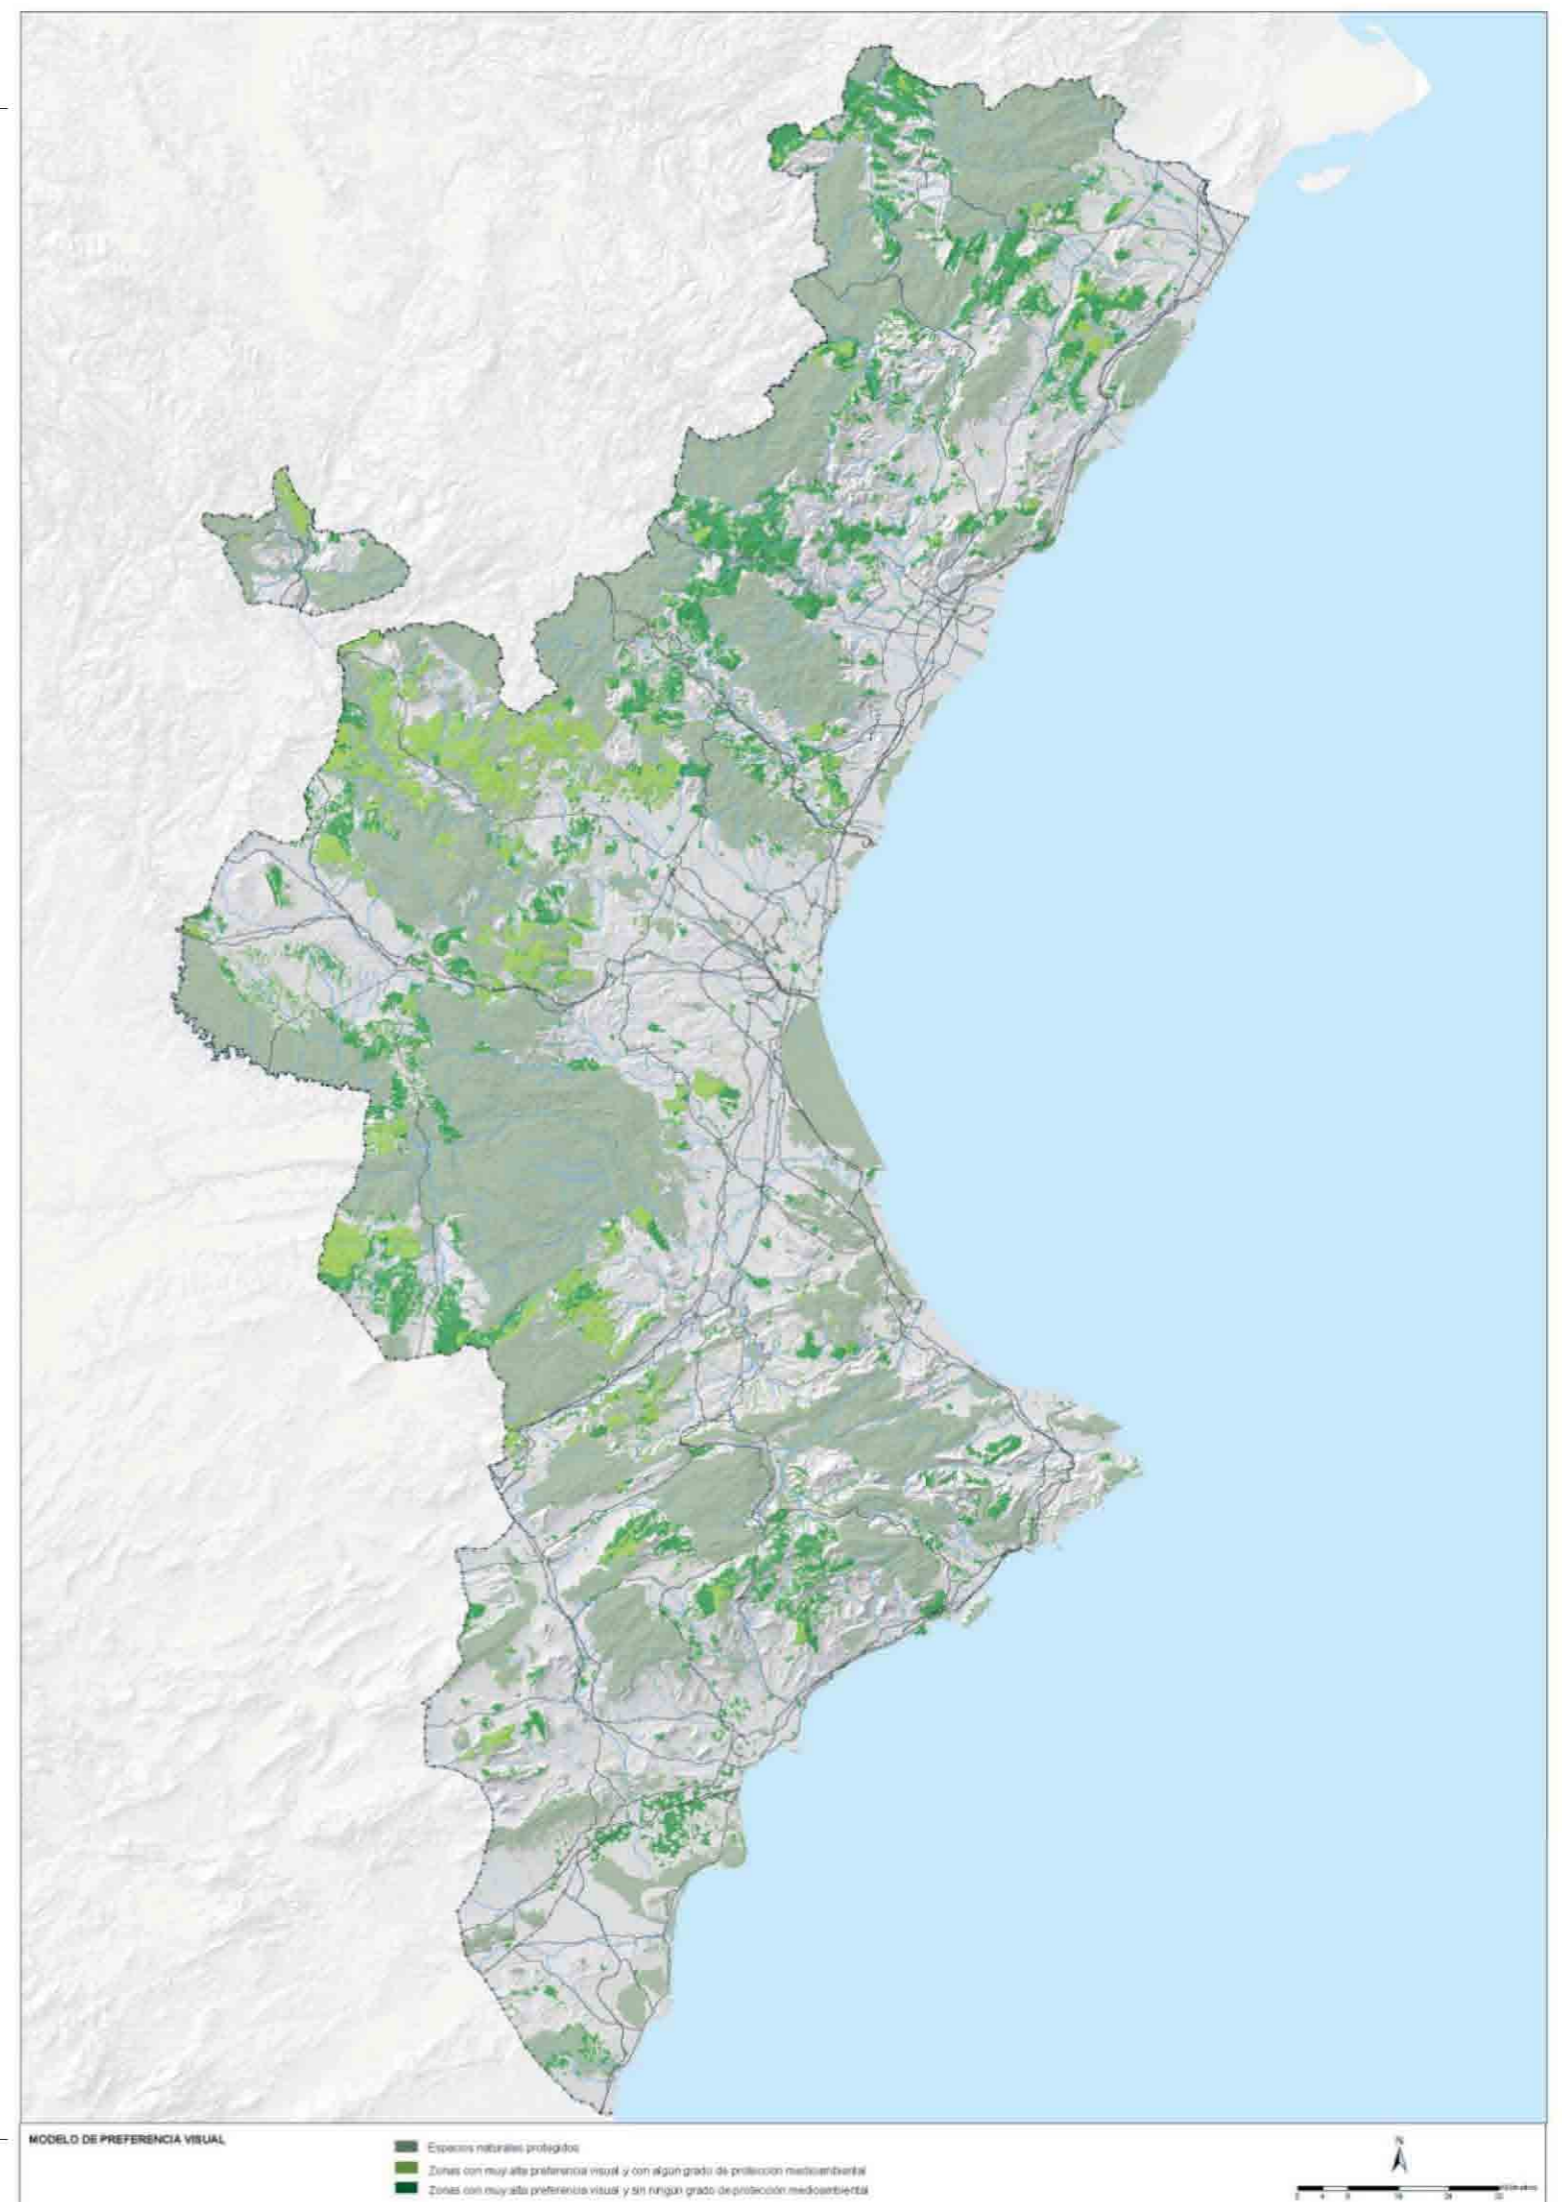 MODELO DE PREFERENCIA VISUAL
Espacios naturales protegidos
Zonas con muy alta preferencia visual y con algún grado de protección medioambiental
Zonas con muy alta preferencia visual y sin ningún grado de protección medioambiental
N